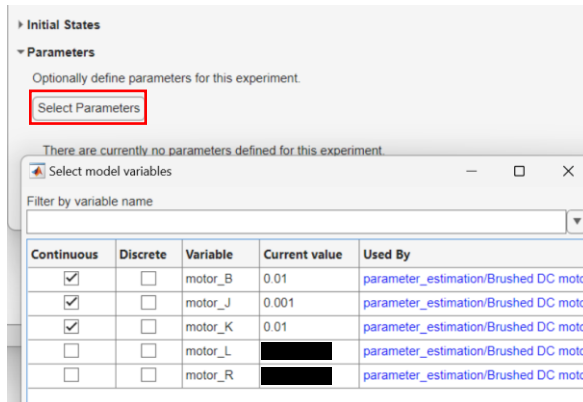 Initial States
Parameters
Optionally define parameters for this experiment.
Select Parameters
There are currently no parameters defined for this experiment.
Select model variables
Filter by variable name
Continuous Discrete Variable Current value Used By
motor_B 0.01 parameter_estimation/Brushed DC moto
motor_J 0.001 parameter_estimation/Brushed DC moto
motor_K 0.01 parameter_estimation/Brushed DC moto
motor_L parameter_estimation/Brushed DC moto
motor_R parameter_estimation/Brushed DC moto